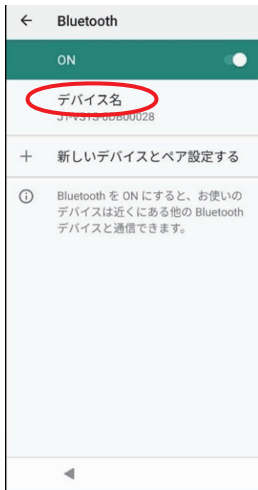 Bluetooth
ON
デバイス名
新しいデバイスとペア設定する
Bluetooth を ON にすると、お使いの
デバイスは近くにある他の Bluetooth
デバイスと通信できます。